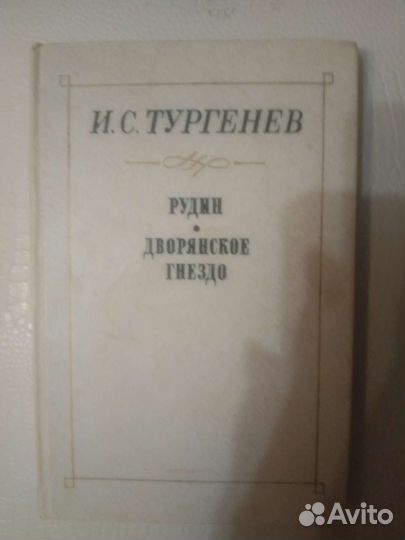 И. С. ТУРГЕНЕВ
РУДИН
•
ДВОРЯНСКОЕ
ГНЕЗДО
Avito